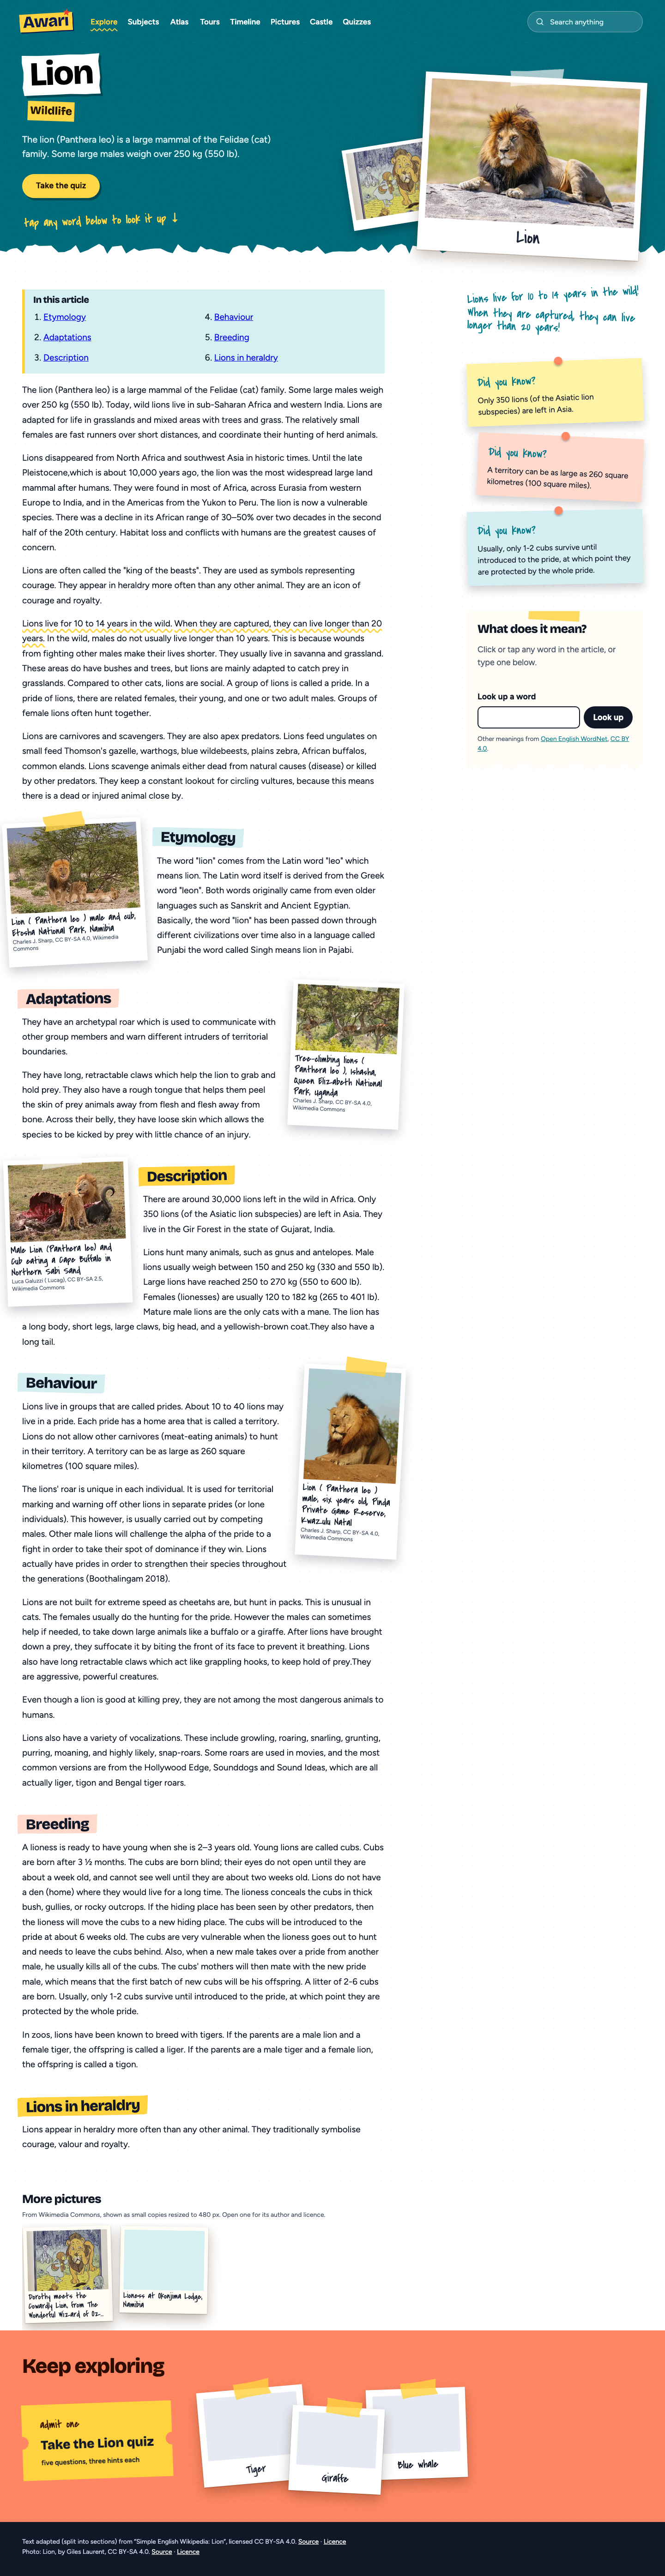 Awari
Explore Subjects Atlas Tours Timeline Pictures Castle Quizzes
Search anything
Lion
Wildlife
The lion (Panthera leo) is a large mammal of the Felidae (cat)
family. Some large males weigh over 250 kg (550 lb).
Take the quiz
tap any word below to look it up ↓
Lion
In this article
1. Etymology
2. Adaptations
3. Description
4. Behaviour
5. Breeding
6. Lions in heraldry
The lion (Panthera leo) is a large mammal of the Felidae (cat) family. Some large males weigh
over 250 kg (550 lb). Today, wild lions live in sub-Saharan Africa and western India. Lions are
adapted for life in grasslands and mixed areas with trees and grass. The relatively small
females are fast runners over short distances, and coordinate their hunting of herd animals.
Lions disappeared from North Africa and southwest Asia in historic times. Until the late
Pleistocene,which is about 10,000 years ago, the lion was the most widespread large land
mammal after humans. They were found in most of Africa, across Eurasia from western
Europe to India, and in the Americas from the Yukon to Peru. The lion is now a vulnerable
species. There was a decline in its African range of 30–50% over two decades in the second
half of the 20th century. Habitat loss and conflicts with humans are the greatest causes of
concern.
Lions are often called the "king of the beasts". They are used as symbols representing
courage. They appear in heraldry more often than any other animal. They are an icon of
courage and royalty.
Lions live for 10 to 14 years in the wild. When they are captured, they can live longer than 20
years. In the wild, males do not usually live longer than 10 years. This is because wounds
from fighting other males make their lives shorter. They usually live in savanna and grassland.
These areas do have bushes and trees, but lions are mainly adapted to catch prey in
grasslands. Compared to other cats, lions are social. A group of lions is called a pride. In a
pride of lions, there are related females, their young, and one or two adult males. Groups of
female lions often hunt together.
Lions are carnivores and scavengers. They are also apex predators. Lions feed ungulates on
small feed Thomson's gazelle, warthogs, blue wildebeests, plains zebra, African buffalos,
common elands. Lions scavenge animals either dead from natural causes (disease) or killed
by other predators. They keep a constant lookout for circling vultures, because this means
there is a dead or injured animal close by.
Lions live for 10 to 14 years in the wild!
When they are captured, they can live
longer than 20 years!
Did you know?
Only 350 lions (of the Asiatic lion
subspecies) are left in Asia.
Did you know?
A territory can be as large as 260 square
kilometres (100 square miles).
Did you know?
Usually, only 1-2 cubs survive until
introduced to the pride, at which point they
are protected by the whole pride.
What does it mean?
Click or tap any word in the article, or
type one below.
Look up a word
Look up
Other meanings from Open English WordNet, CC BY
4.0.
Lion ( Panthera leo ) male and cub,
Etosha National Park, Namibia
Charles J. Sharp, CC BY-SA 4.0, Wikimedia
Commons
Etymology
The word "lion" comes from the Latin word "leo" which
means lion. The Latin word itself is derived from the Greek
word "leon". Both words originally came from even older
languages such as Sanskrit and Ancient Egyptian.
Basically, the word "lion" has been passed down through
different civilizations over time also in a language called
Punjabi the word called Singh means lion in Pajabi.
Adaptations
They have an archetypal roar which is used to communicate with
other group members and warn different intruders of territorial
boundaries.
They have long, retractable claws which help the lion to grab and
hold prey. They also have a rough tongue that helps them peel
the skin of prey animals away from flesh and flesh away from
bone. Across their belly, they have loose skin which allows the
species to be kicked by prey with little chance of an injury.
Tree-climbing lions (
Panthera leo ), Ishasha,
Queen Elizabeth National
Park, Uganda
Charles J. Sharp, CC BY-SA 4.0,
Wikimedia Commons
Male Lion (Panthera leo) and
Cub eating a Cape Buffalo in
Northern Sabi Sand
Luca Galuzzi ( Lucag), CC BY-SA 2.5,
Wikimedia Commons
Description
There are around 30,000 lions left in the wild in Africa. Only
350 lions (of the Asiatic lion subspecies) are left in Asia. They
live in the Gir Forest in the state of Gujarat, India.
Lions hunt many animals, such as gnus and antelopes. Male
lions usually weigh between 150 and 250 kg (330 and 550 lb).
Large lions have reached 250 to 270 kg (550 to 600 lb).
Females (lionesses) are usually 120 to 182 kg (265 to 401 lb).
Mature male lions are the only cats with a mane. The lion has
a long body, short legs, large claws, big head, and a yellowish-brown coat.They also have a
long tail.
Behaviour
Lions live in groups that are called prides. About 10 to 40 lions may
live in a pride. Each pride has a home area that is called a territory.
Lions do not allow other carnivores (meat-eating animals) to hunt
in their territory. A territory can be as large as 260 square
kilometres (100 square miles).
The lions' roar is unique in each individual. It is used for territorial
marking and warning off other lions in separate prides (or lone
individuals). This however, is usually carried out by competing
males. Other male lions will challenge the alpha of the pride to a
fight in order to take their spot of dominance if they win. Lions
actually have prides in order to strengthen their species throughout
the generations (Boothalingam 2018).
Lion ( Panthera leo )
male, six years old, Pinda
Private Game Reserve,
KwaZulu Natal
Charles J. Sharp, CC BY-SA 4.0,
Wikimedia Commons
Lions are not built for extreme speed as cheetahs are, but hunt in packs. This is unusual in
cats. The females usually do the hunting for the pride. However the males can sometimes
help if needed, to take down large animals like a buffalo or a giraffe. After lions have brought
down a prey, they suffocate it by biting the front of its face to prevent it breathing. Lions
also have long retractable claws which act like grappling hooks, to keep hold of prey.They
are aggressive, powerful creatures.
Even though a lion is good at killing prey, they are not among the most dangerous animals to
humans.
Lions also have a variety of vocalizations. These include growling, roaring, snarling, grunting,
purring, moaning, and highly likely, snap-roars. Some roars are used in movies, and the most
common versions are from the Hollywood Edge, Sounddogs and Sound Ideas, which are all
actually liger, tigon and Bengal tiger roars.
Breeding
A lioness is ready to have young when she is 2–3 years old. Young lions are called cubs. Cubs
are born after 3 ½ months. The cubs are born blind; their eyes do not open until they are
about a week old, and cannot see well until they are about two weeks old. Lions do not have
a den (home) where they would live for a long time. The lioness conceals the cubs in thick
bush, gullies, or rocky outcrops. If the hiding place has been seen by other predators, then
the lioness will move the cubs to a new hiding place. The cubs will be introduced to the
pride at about 6 weeks old. The cubs are very vulnerable when the lioness goes out to hunt
and needs to leave the cubs behind. Also, when a new male takes over a pride from another
male, he usually kills all of the cubs. The cubs' mothers will then mate with the new pride
male, which means that the first batch of new cubs will be his offspring. A litter of 2-6 cubs
are born. Usually, only 1-2 cubs survive until introduced to the pride, at which point they are
protected by the whole pride.
In zoos, lions have been known to breed with tigers. If the parents are a male lion and a
female tiger, the offspring is called a liger. If the parents are a male tiger and a female lion,
the offspring is called a tigon.
Lions in heraldry
Lions appear in heraldry more often than any other animal. They traditionally symbolise
courage, valour and royalty.
More pictures
From Wikimedia Commons, shown as small copies resized to 480 px. Open one for its author and licence.
Dorothy meets the
Cowardly Lion, from The
Wonderful Wizard of Oz...
Lioness at Okonjima Lodge,
Namibia
Keep exploring
admit one
Take the Lion quiz
five questions, three hints each
Tiger
Giraffe
Blue whale
Text adapted (split into sections) from "Simple English Wikipedia: Lion", licensed CC BY-SA 4.0. Source · Licence
Photo: Lion, by Giles Laurent, CC BY-SA 4.0. Source · Licence